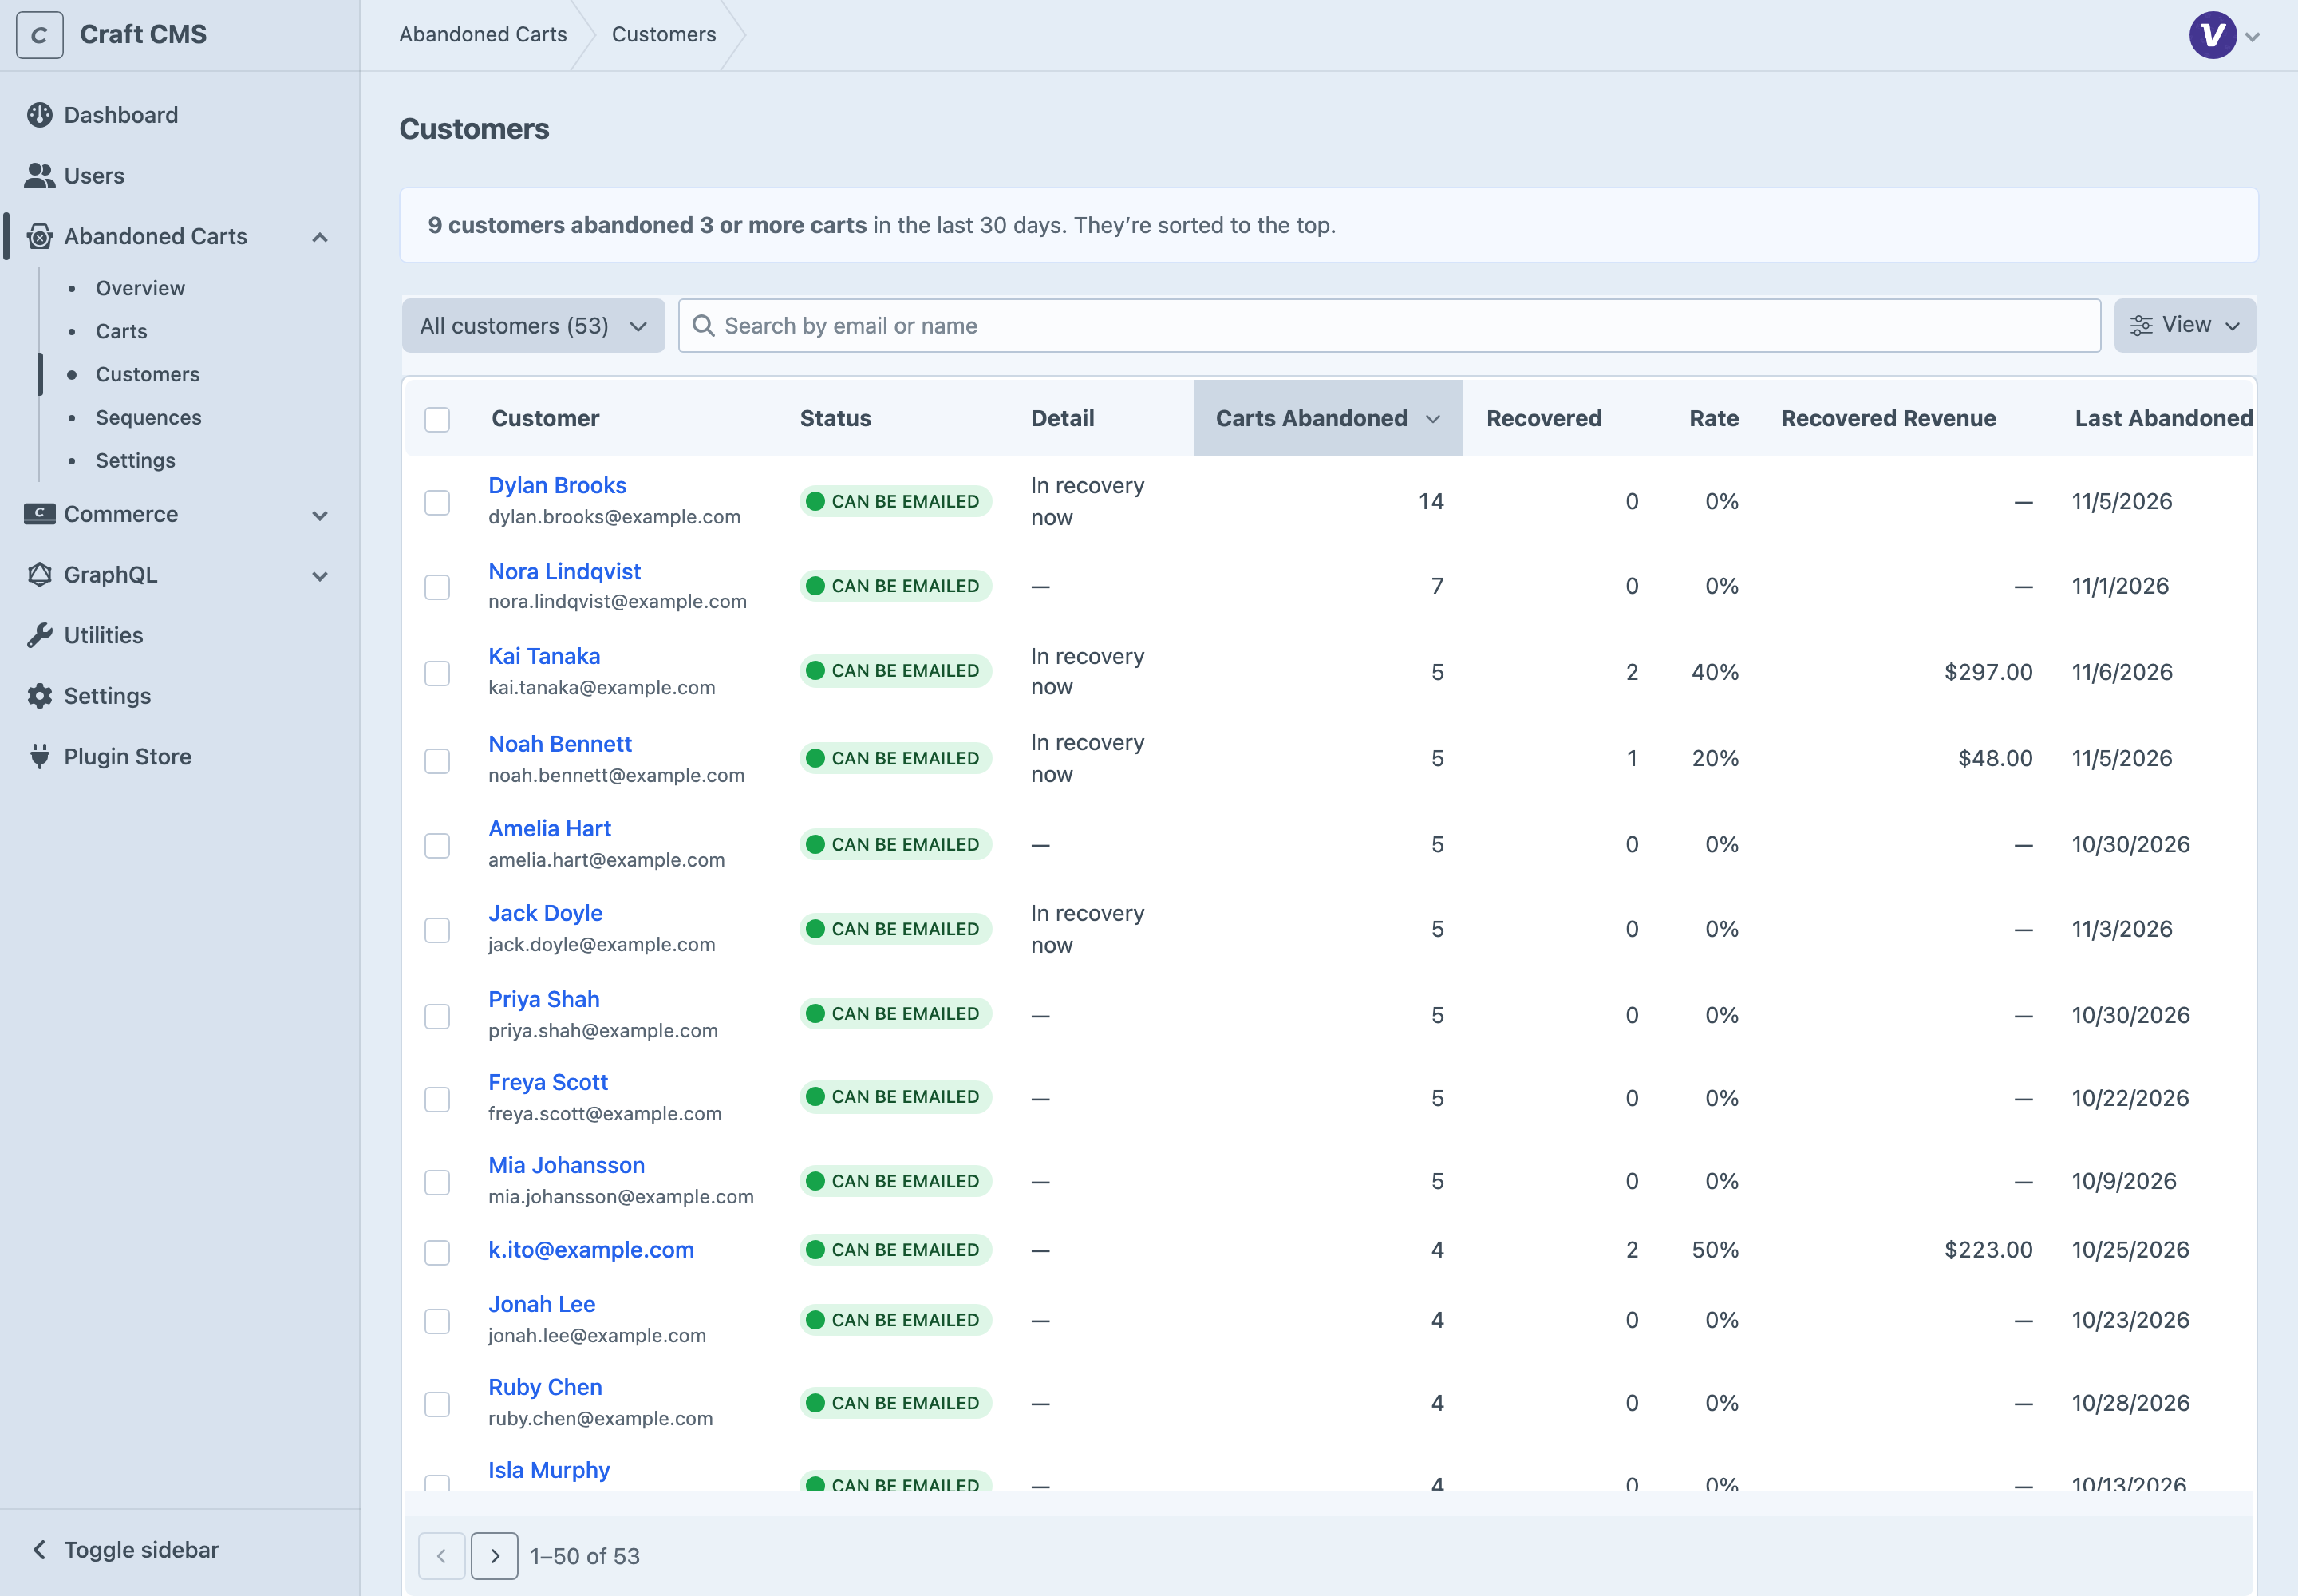 C Craft CMS
Abandoned Carts Customers
V
Dashboard
Users
Abandoned Carts
Overview
Carts
Customers
Sequences
Settings
C Commerce
GraphQL
Utilities
Settings
Plugin Store
Toggle sidebar
Customers
9 customers abandoned 3 or more carts in the last 30 days. They’re sorted to the top.
All customers (53) Search by email or name View
Customer Status Detail Carts Abandoned Recovered Rate Recovered Revenue Last Abandoned
Dylan Brooks
dylan.brooks@example.com CAN BE EMAILED In recovery now 14 0 0% — 11/5/2026
Nora Lindqvist
nora.lindqvist@example.com CAN BE EMAILED — 7 0 0% — 11/1/2026
Kai Tanaka
kai.tanaka@example.com CAN BE EMAILED In recovery now 5 2 40% $297.00 11/6/2026
Noah Bennett
noah.bennett@example.com CAN BE EMAILED In recovery now 5 1 20% $48.00 11/5/2026
Amelia Hart
amelia.hart@example.com CAN BE EMAILED — 5 0 0% — 10/30/2026
Jack Doyle
jack.doyle@example.com CAN BE EMAILED In recovery now 5 0 0% — 11/3/2026
Priya Shah
priya.shah@example.com CAN BE EMAILED — 5 0 0% — 10/30/2026
Freya Scott
freya.scott@example.com CAN BE EMAILED — 5 0 0% — 10/22/2026
Mia Johansson
mia.johansson@example.com CAN BE EMAILED — 5 0 0% — 10/9/2026
k.ito@example.com CAN BE EMAILED — 4 2 50% $223.00 10/25/2026
Jonah Lee
jonah.lee@example.com CAN BE EMAILED — 4 0 0% — 10/23/2026
Ruby Chen
ruby.chen@example.com CAN BE EMAILED — 4 0 0% — 10/28/2026
Isla Murphy
CAN BE EMAILED — 4 0 0% — 10/13/2026
1–50 of 53